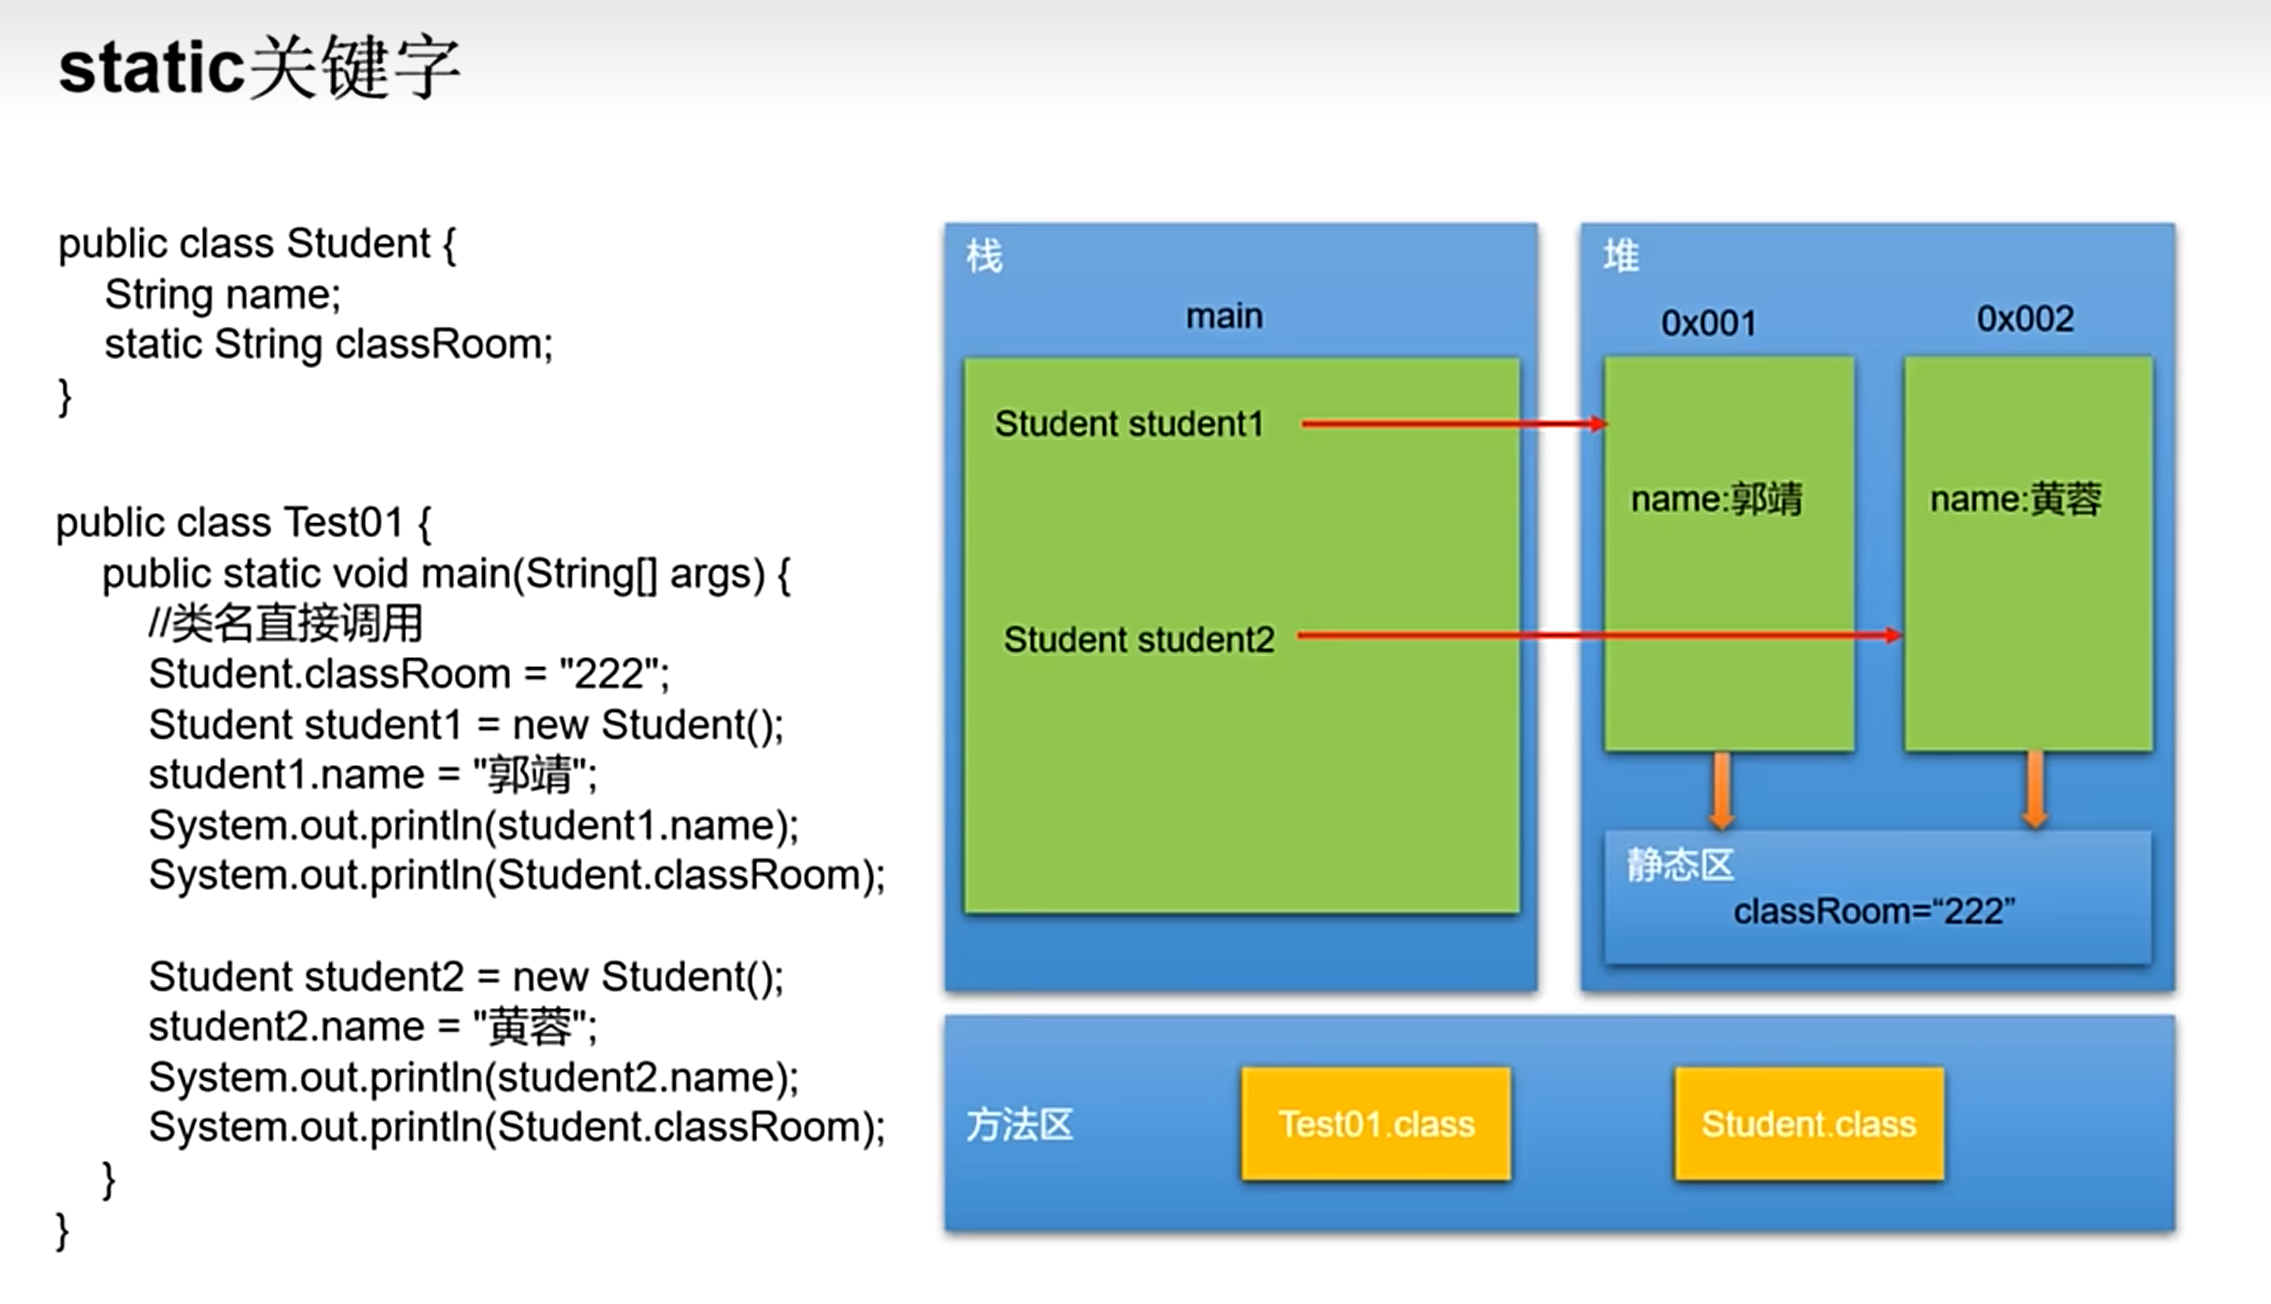 static关键字
public class Student {
String name;
static String classRoom;
}
public class Test01 {
public static void main(String[] args) {
//类名直接调用
Student.classRoom = "222";
Student student1 = new Student();
student1.name = "郭靖";
System.out.println(student1.name);
System.out.println(Student.classRoom);
Student student2 = new Student();
student2.name = "黄蓉";
System.out.println(student2.name);
System.out.println(Student.classRoom);
}
}
栈
main
Student student1
Student student2
堆
0x001
0x002
name:郭靖
name:黄蓉
静态区
classRoom=“222”
方法区
Test01.class
Student.class